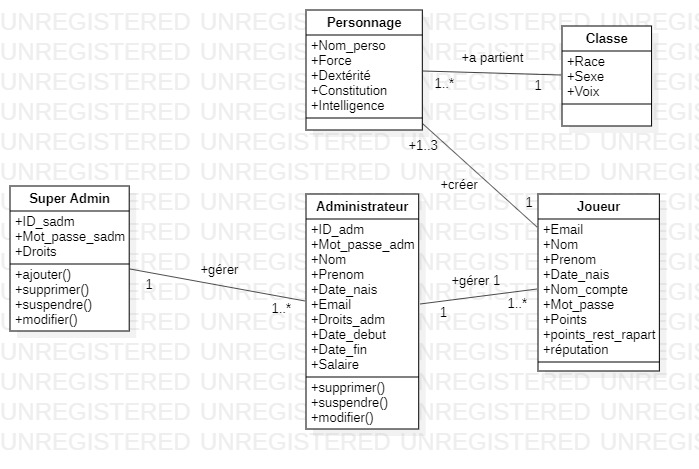 Personnage
+Nom_perso
+Force
+Dextérité
+Constitution
+Intelligence
Classe
+Race
+Sexe
+Voix
+a partient
1..*
1
+1..3
+créer
1
Super Admin
+ID_sadm
+Mot_passe_sadm
+Droits
+ajouter()
+supprimer()
+suspendre()
+modifier()
+gérer
1
1..*
Administrateur
+ID_adm
+Mot_passe_adm
+Nom
+Prenom
+Date_nais
+Email
+Droits_adm
+Date_debut
+Date_fin
+Salaire
+supprimer()
+suspendre()
+modifier()
+gérer 1
1
1..*
Joueur
+Email
+Nom
+Prenom
+Date_nais
+Nom_compte
+Mot_passe
+Points
+points_rest_rapart
+réputation
UNREGISTERED UNREGISTERED UNREGISTERED UNREGISTERED